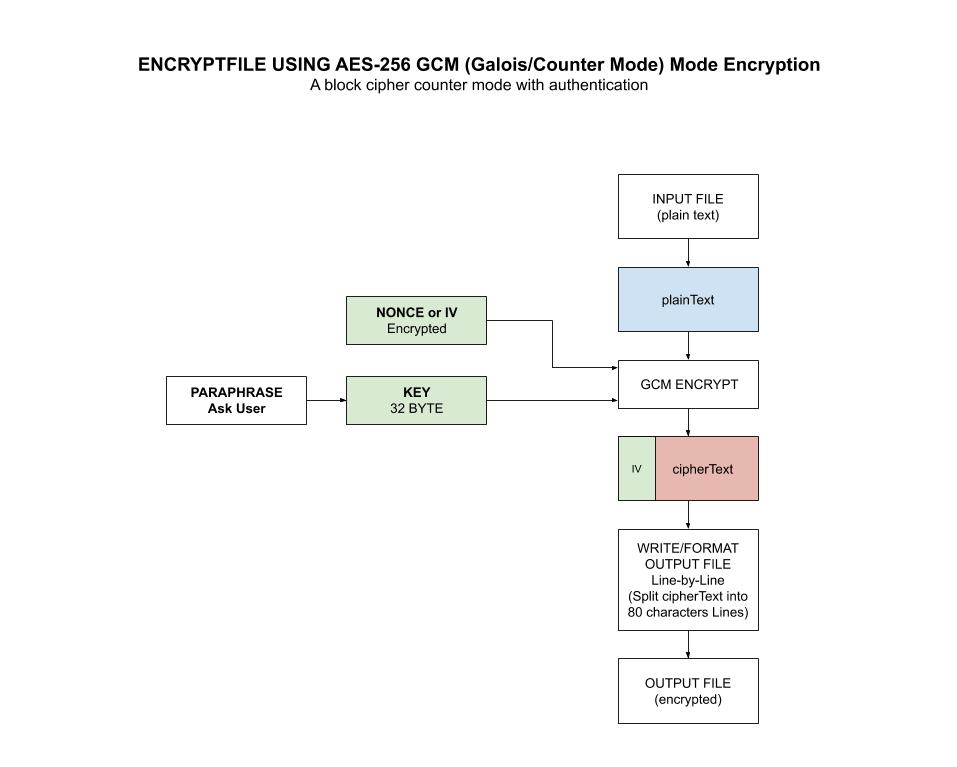 ENCRYPTFILE USING AES-256 GCM (Galois/Counter Mode) Mode Encryption
A block cipher counter mode with authentication
INPUT FILE
(plain text)
plainText
NONCE or IV
Encrypted
GCM ENCRYPT
PARAPHRASE
Ask User
KEY
32 BYTE
IV
cipherText
WRITE/FORMAT
OUTPUT FILE
Line-by-Line
(Split cipherText into
80 characters Lines)
OUTPUT FILE
(encrypted)